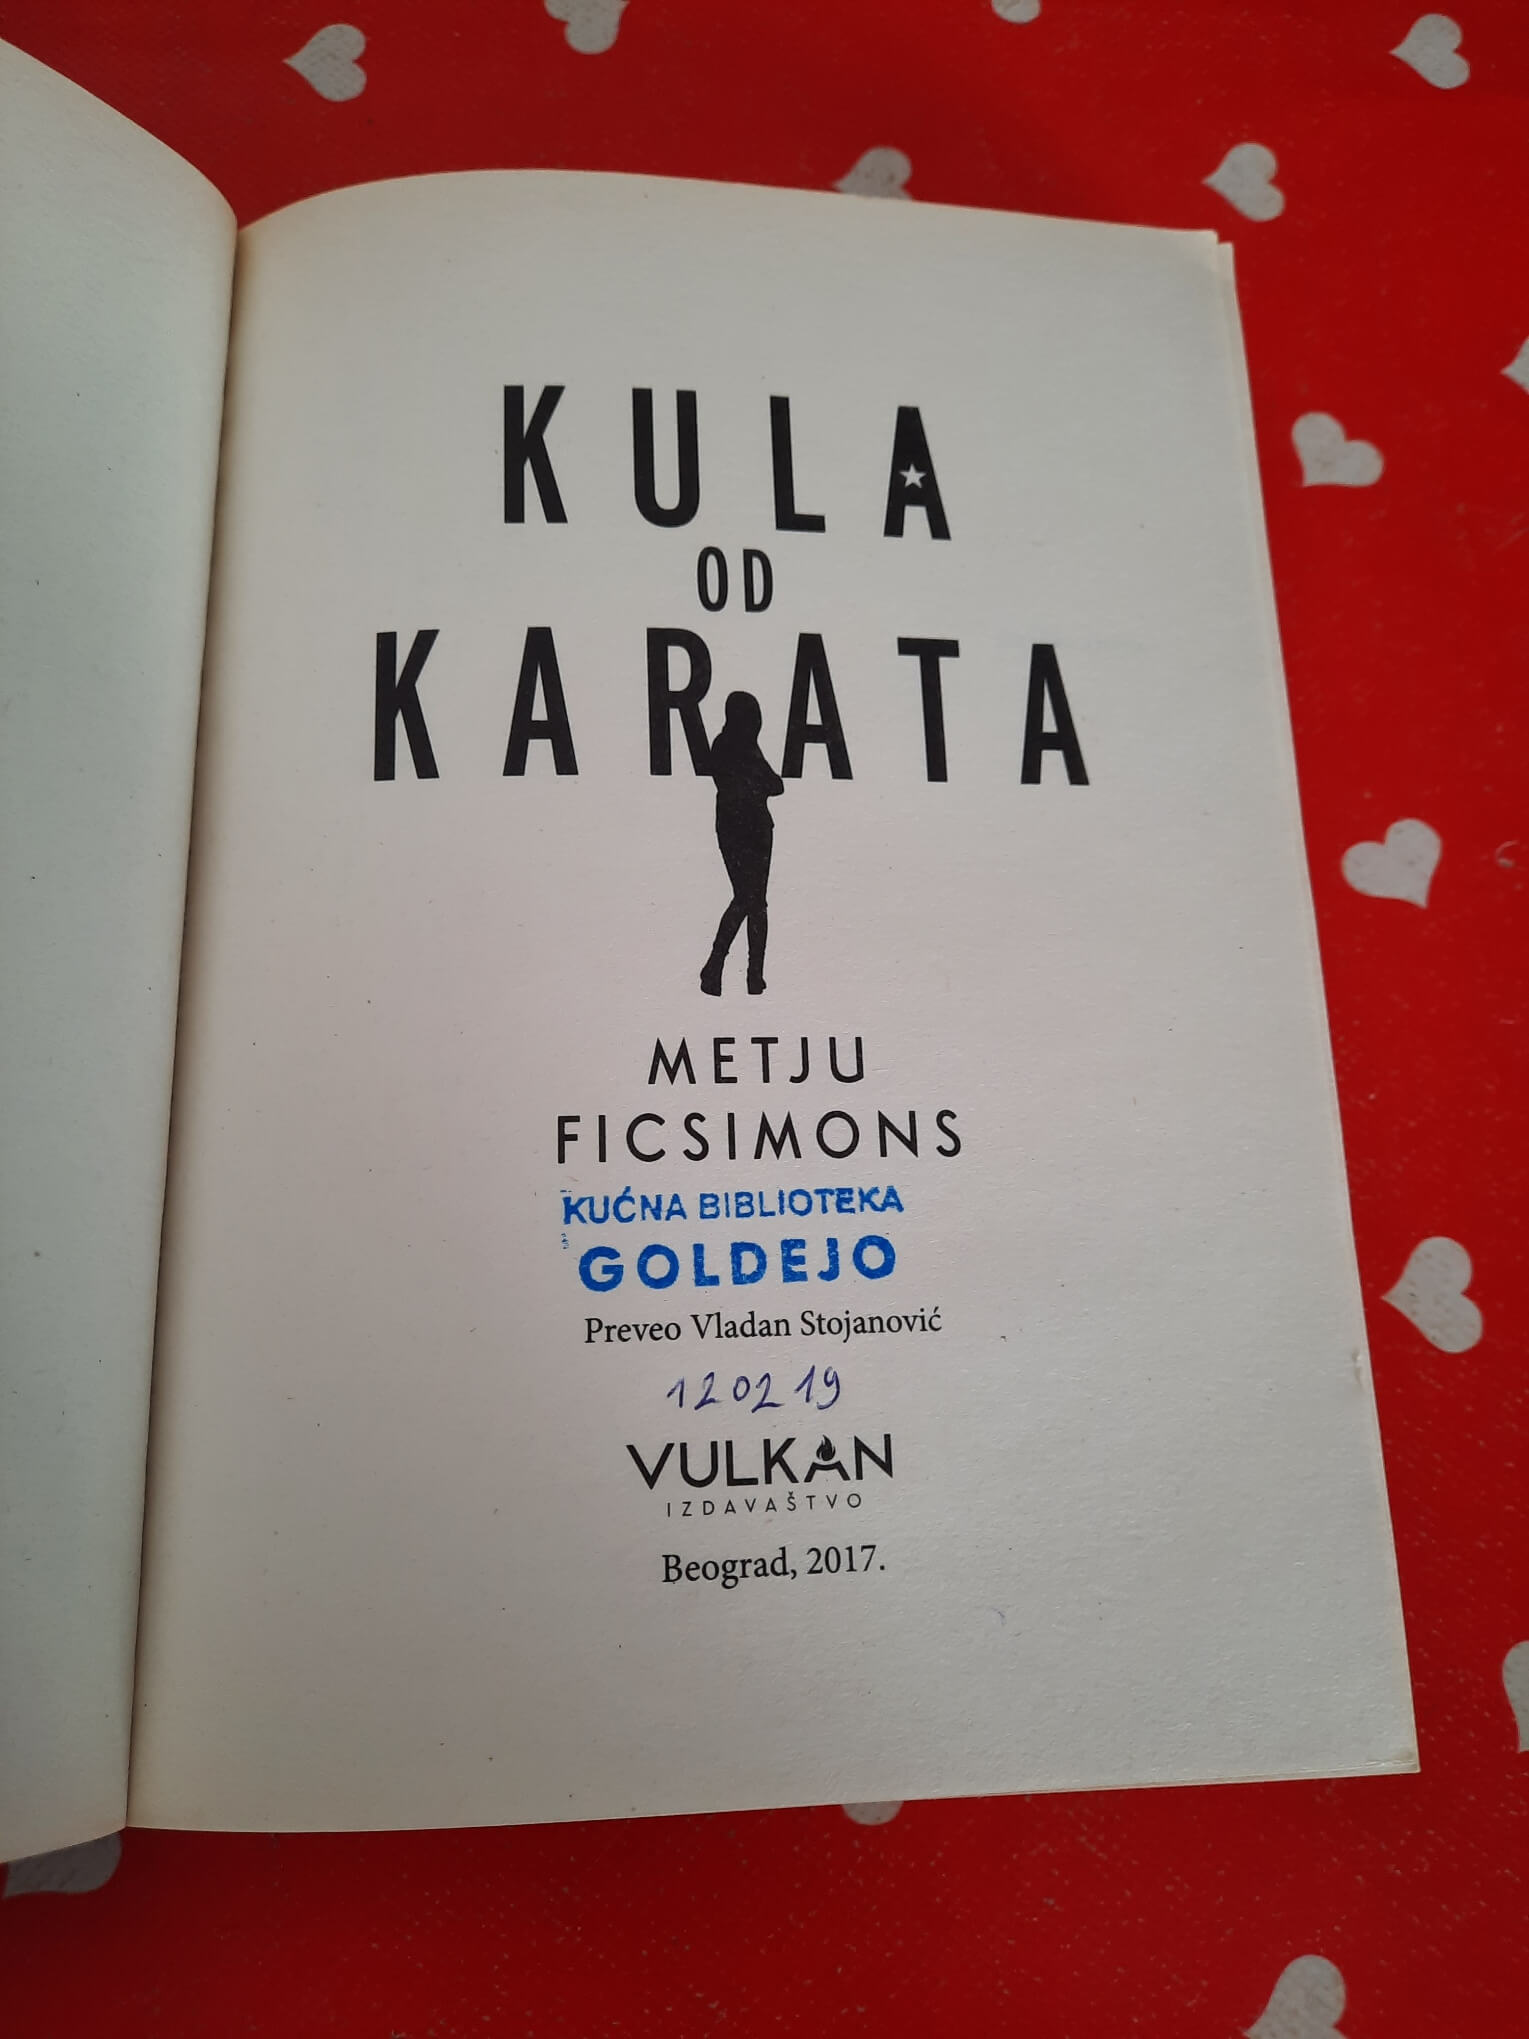 KULA
OD
KARATA
METJU
FICSIMONS
KUĆNA BIBLIOTEKA
GOLDEJO
Preveo Vladan Stojanović
12 02 19
VULKAN
IZDAVAŠTVO
Beograd, 2017.